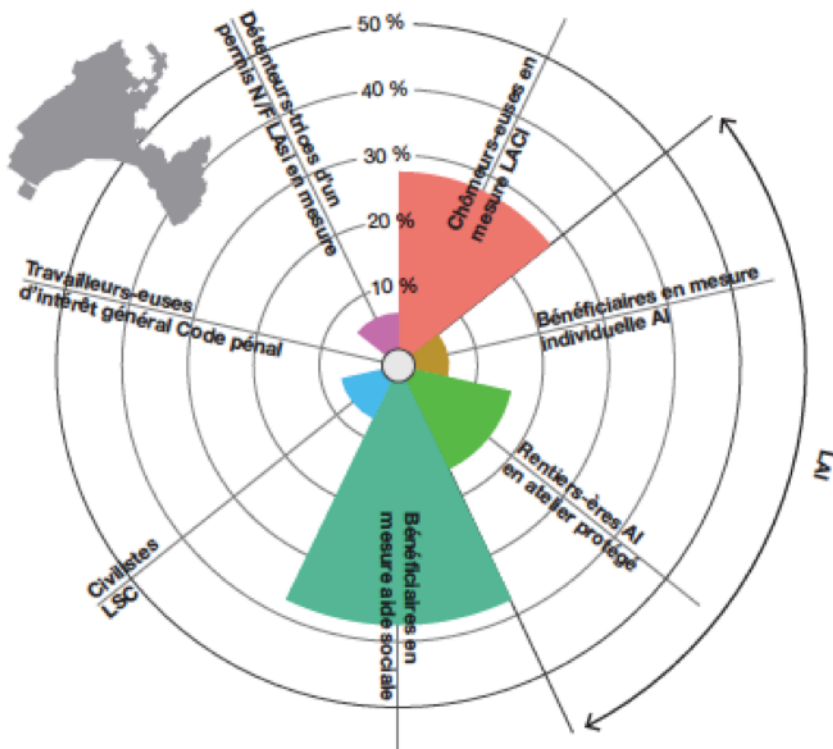 50 %
40 %
30 %
20 %
10 %
Détenteurs-trices d'un
permis N/F LAsi en mesure
Chômeurs-euses en
mesure LACI
Bénéficiaires en mesure
individuelle AI
LAI
Rentiers-ères AI
en atelier protégé
Bénéficiaires en
mesure aide sociale
Civilistes
LSC
Travailleurs-euses
d'intérêt général Code pénal